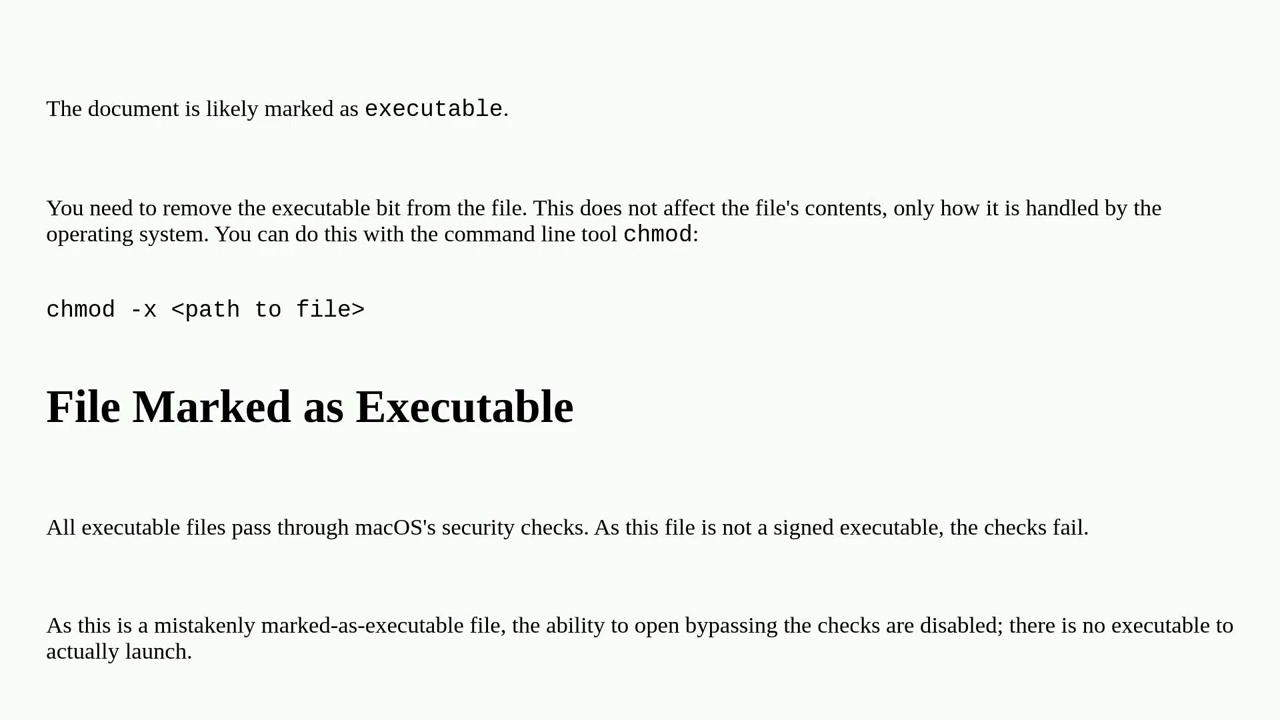 The document is likely marked as executable.
You need to remove the executable bit from the file. This does not affect the file's contents, only how it is handled by the
operating system. You can do this with the command line tool chmod:
chmod -x <path to file>
File Marked as Executable
All executable files pass through macOS's security checks. As this file is not a signed executable, the checks fail.
As this is a mistakenly marked-as-executable file, the ability to open bypassing the checks are disabled; there is no executable to
actually launch.